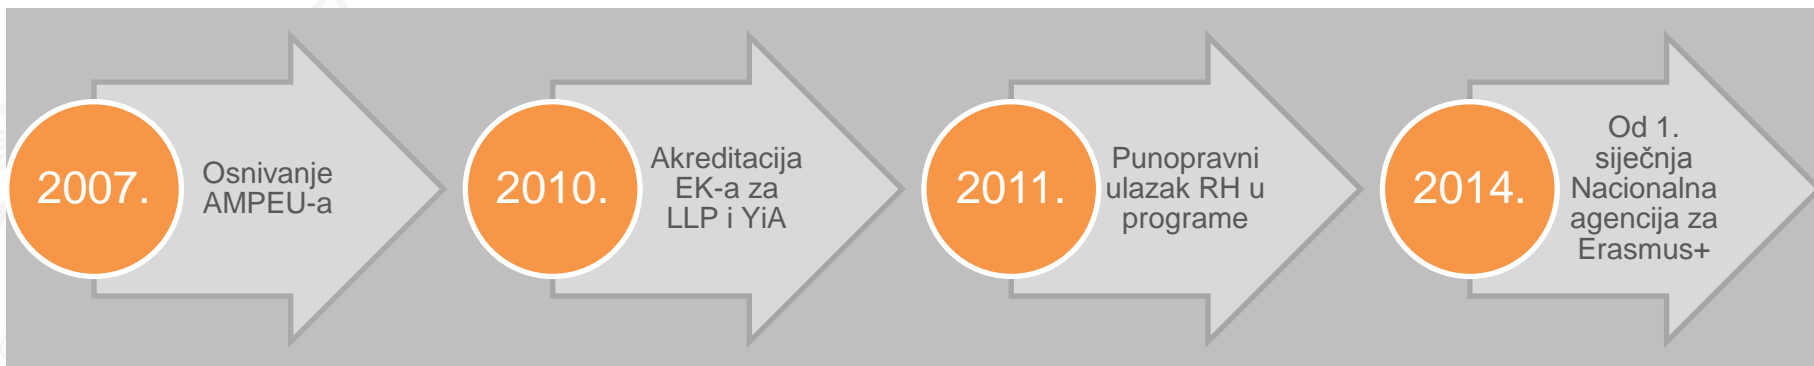 2007.
Osnivanje
AMPEU-a
2010.
Akreditacija
EK-a za
LLP i YiA
2011.
Punopravni
ulazak RH u
programe
2014.
Od 1.
siječnja
Nacionalna
agencija za
Erasmus+